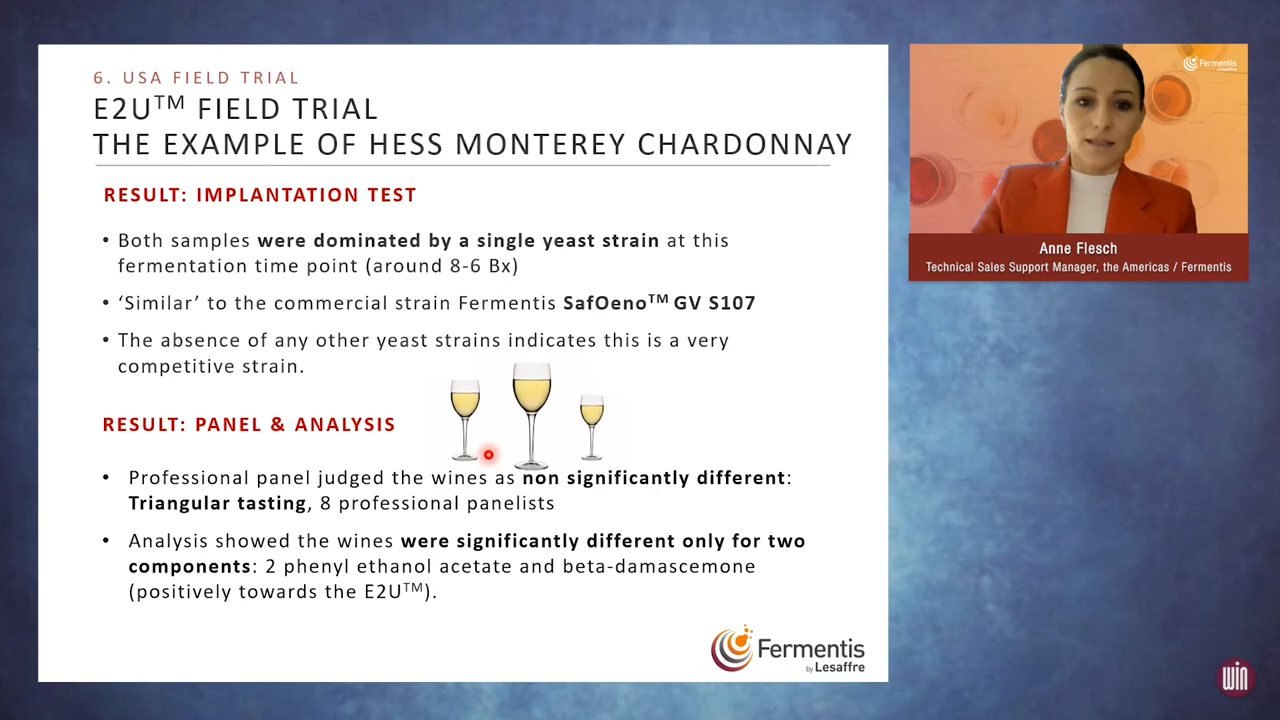 6. USA FIELD TRIAL
E2U™ FIELD TRIAL
THE EXAMPLE OF HESS MONTEREY CHARDONNAY
RESULT: IMPLANTATION TEST
• Both samples were dominated by a single yeast strain at this
fermentation time point (around 8-6 Bx)
• ‘Similar’ to the commercial strain Fermentis SafOeno™ GV S107
• The absence of any other yeast strains indicates this is a very
competitive strain.
RESULT: PANEL & ANALYSIS
• Professional panel judged the wines as non significantly different:
Triangular tasting, 8 professional panelists
• Analysis showed the wines were significantly different only for two
components: 2 phenyl ethanol acetate and beta-damascemone
(positively towards the E2U™).
Fermentis
by Lesaffre
Fermentis
by Lesaffre
Anne Flesch
Technical Sales Support Manager, the Americas / Fermentis
win